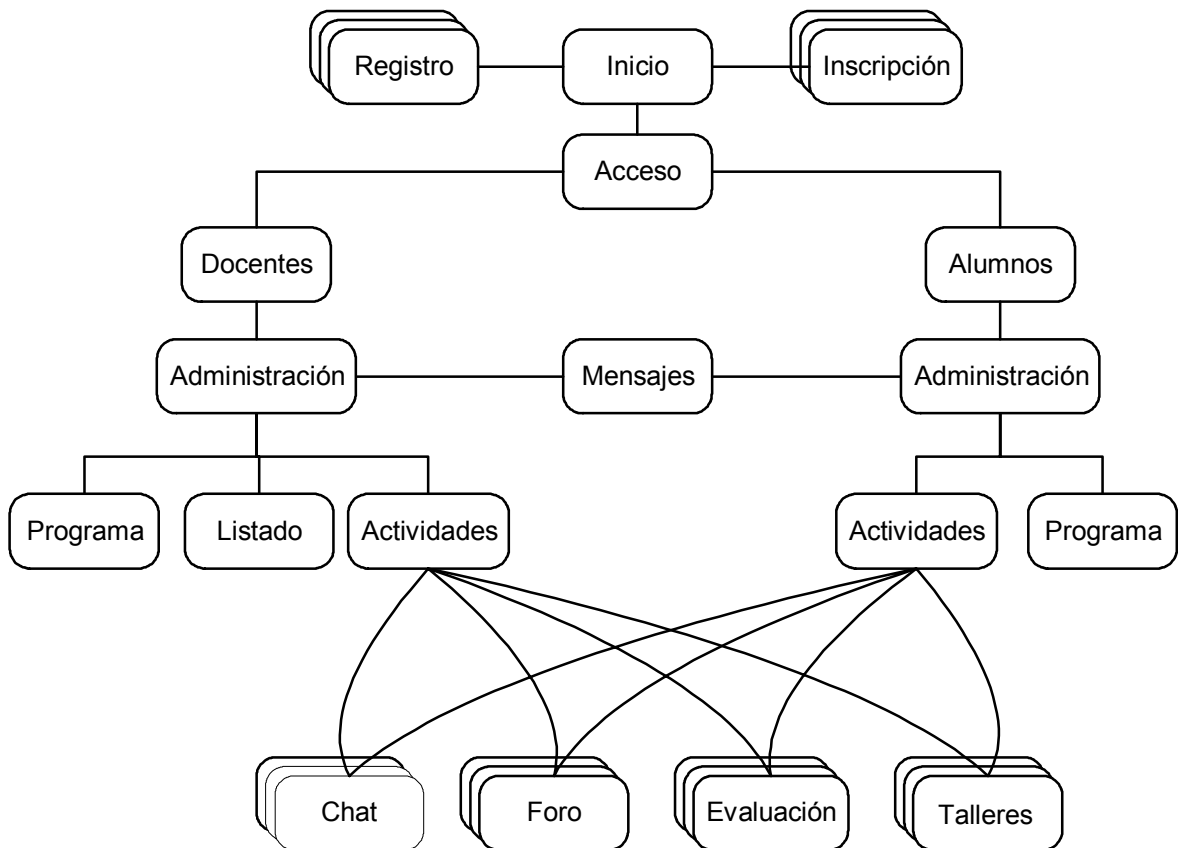 Registro
Inicio
Inscripción
Acceso
Docentes
Alumnos
Administración
Mensajes
Administración
Programa
Listado
Actividades
Actividades
Programa
Chat
Foro
Evaluación
Talleres